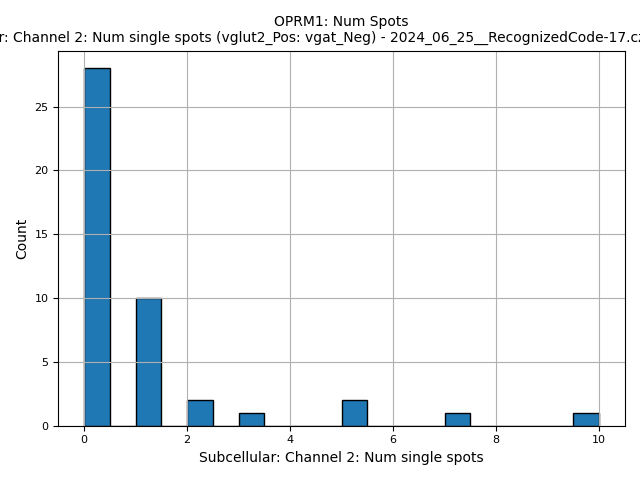 OPRM1: Num Spots
r: Channel 2: Num single spots (vglut2_Pos: vgat_Neg) - 2024_06_25__RecognizedCode-17.cz
25
20
15
10
5
0
Count
0 2 4 6 8 10
Subcellular: Channel 2: Num single spots